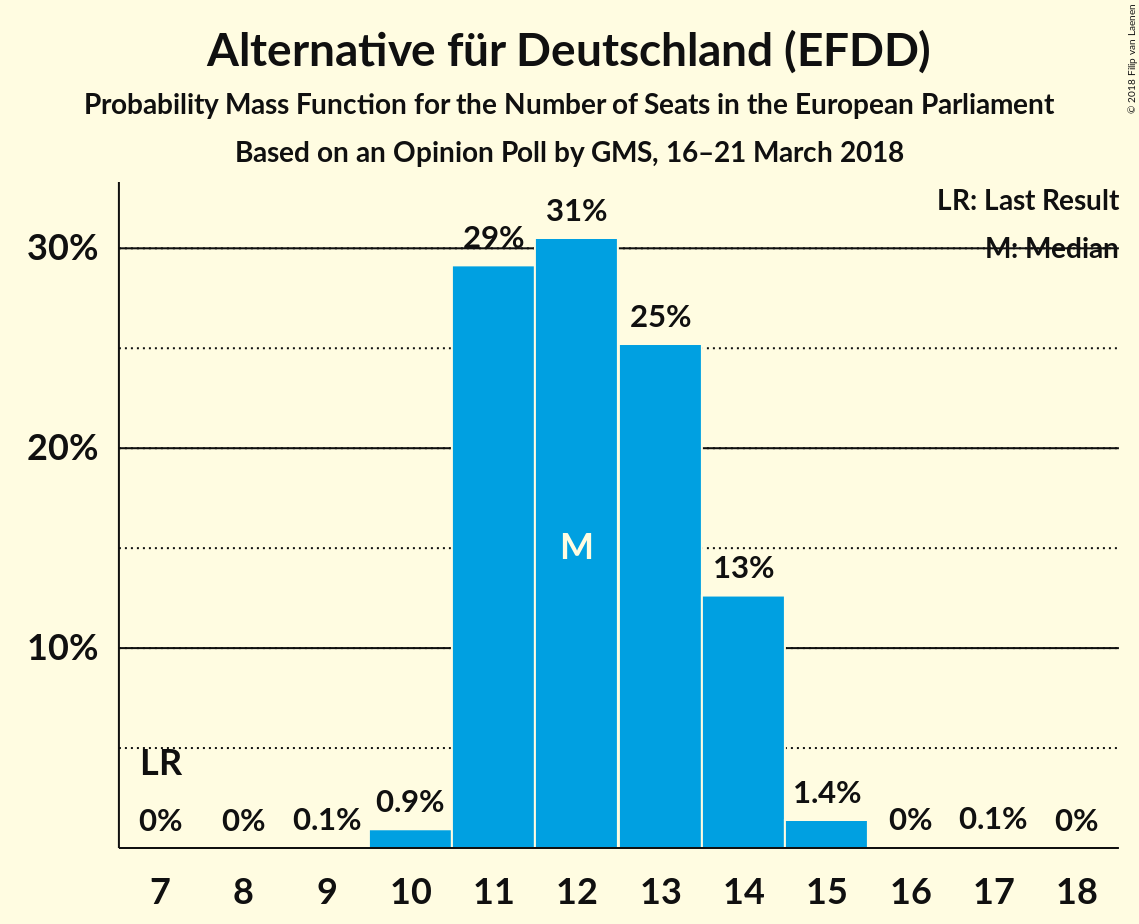 Alternative für Deutschland (EFDD)
Probability Mass Function for the Number of Seats in the European Parliament
Based on an Opinion Poll by GMS, 16–21 March 2018
© 2018 Filip van Laenen
LR: Last Result
M: Median
30%
20%
10%
LR
0%
0%
0.1%
0.9%
29%
31%
M
25%
13%
1.4%
0%
0.1%
0%
7 8 9 10 11 12 13 14 15 16 17 18